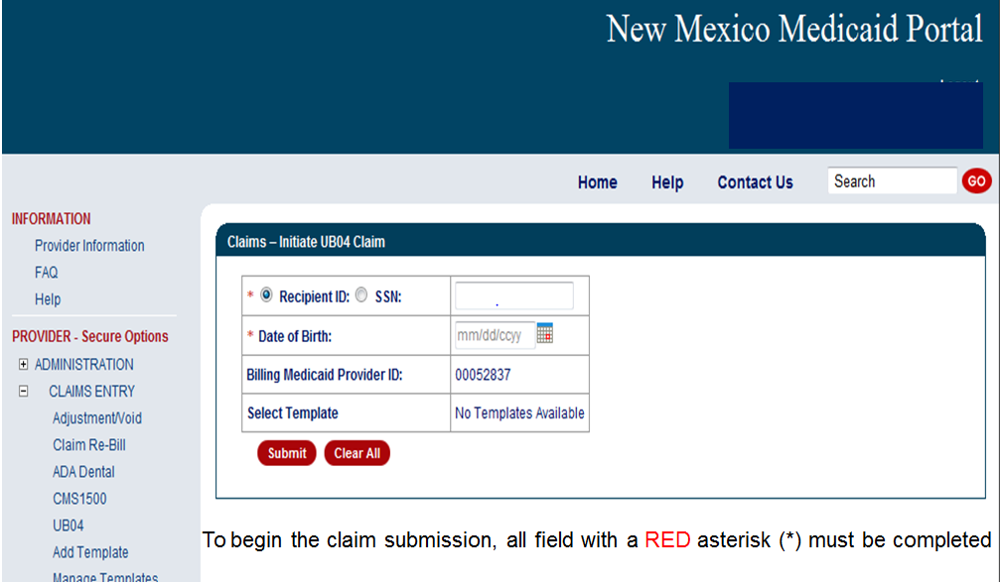 New Mexico Medicaid Portal
Home Help Contact Us Search GO
INFORMATION
Provider Information
FAQ
Help
PROVIDER - Secure Options
ADMINISTRATION
CLAIMS ENTRY
Adjustment/Void
Claim Re-Bill
ADA Dental
CMS1500
UB04
Add Template
Manage Templates
Claims – Initiate UB04 Claim
* Recipient ID: SSN:
* Date of Birth: mm/dd/ccyy
Billing Medicaid Provider ID: 00052837
Select Template No Templates Available
Submit Clear All
To begin the claim submission, all field with a RED asterisk (*) must be completed